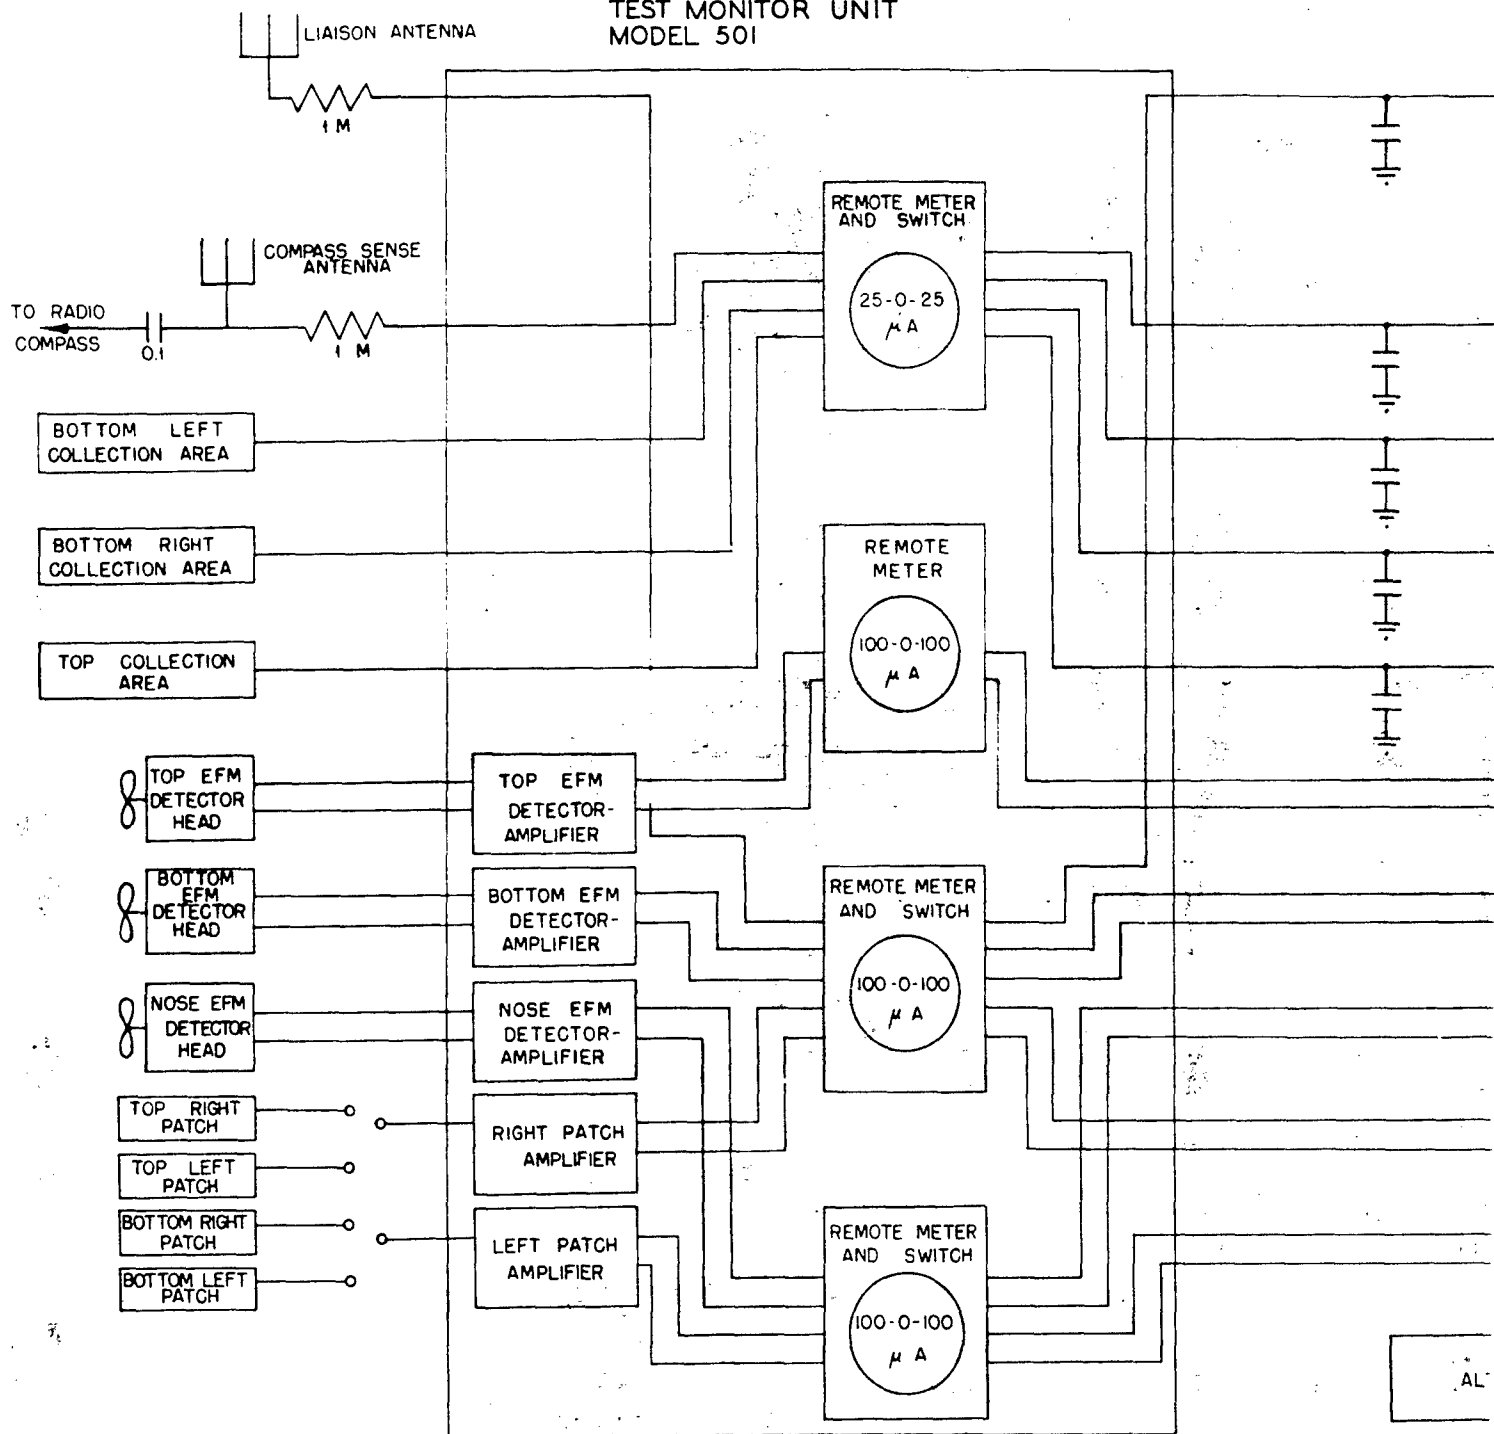 TEST MONITOR UNIT
MODEL 501
LIAISON ANTENNA
1 M
COMPASS SENSE
ANTENNA
TO RADIO
COMPASS
0.1
1 M
REMOTE METER
AND SWITCH
25-0-25
μ A
BOTTOM LEFT
COLLECTION AREA
BOTTOM RIGHT
COLLECTION AREA
TOP COLLECTION
AREA
REMOTE
METER
100-0-100
μ A
TOP EFM
DETECTOR
HEAD
TOP EFM
DETECTOR-
AMPLIFIER
BOTTOM
EFM
DETECTOR
HEAD
BOTTOM EFM
DETECTOR-
AMPLIFIER
REMOTE METER
AND SWITCH
100-0-100
μ A
NOSE EFM
DETECTOR
HEAD
NOSE EFM
DETECTOR-
AMPLIFIER
TOP RIGHT
PATCH
TOP LEFT
PATCH
RIGHT PATCH
AMPLIFIER
BOTTOM RIGHT
PATCH
BOTTOM LEFT
PATCH
LEFT PATCH
AMPLIFIER
REMOTE METER
AND SWITCH
100-0-100
μ A